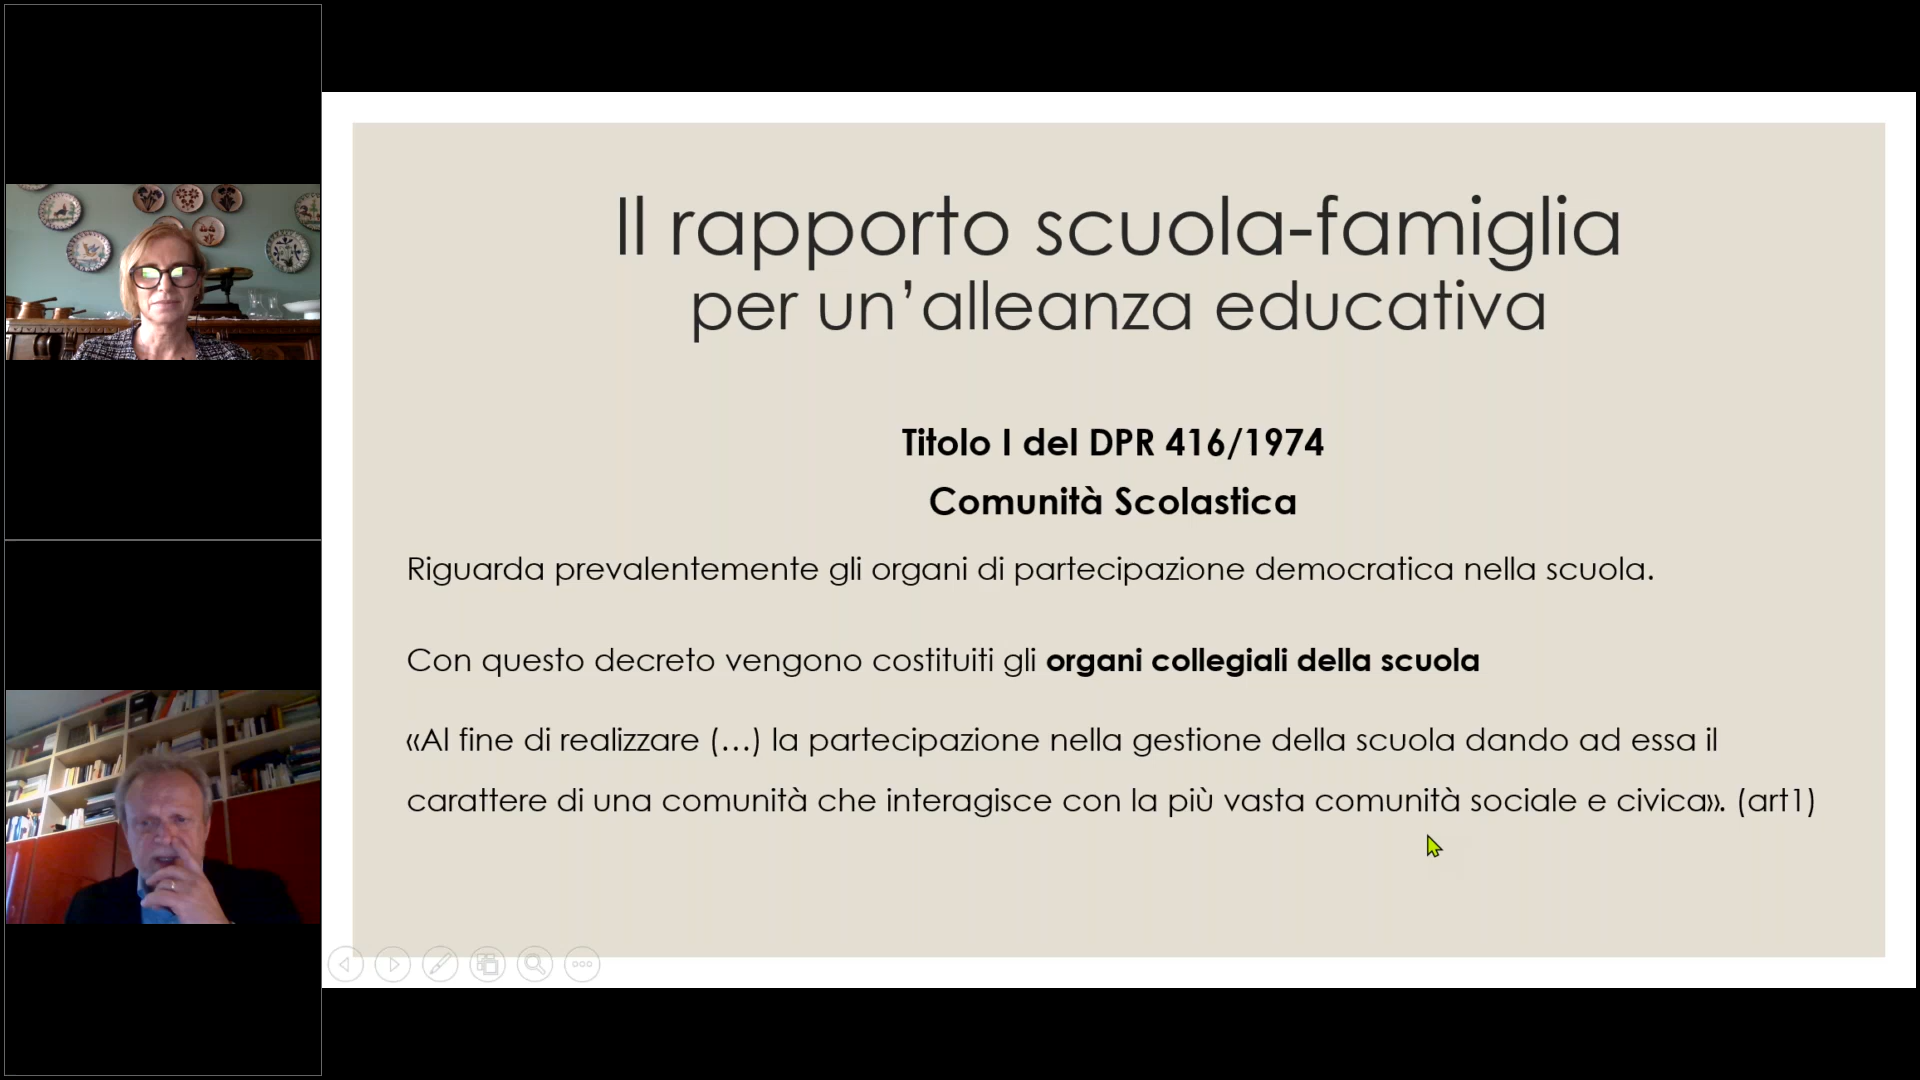 Il rapporto scuola-famiglia
per un’alleanza educativa
Titolo I del DPR 416/1974
Comunità Scolastica
Riguarda prevalentemente gli organi di partecipazione democratica nella scuola.
Con questo decreto vengono costituiti gli organi collegiali della scuola
«Al fine di realizzare (…) la partecipazione nella gestione della scuola dando ad essa il
carattere di una comunità che interagisce con la più vasta comunità sociale e civica». (art1)